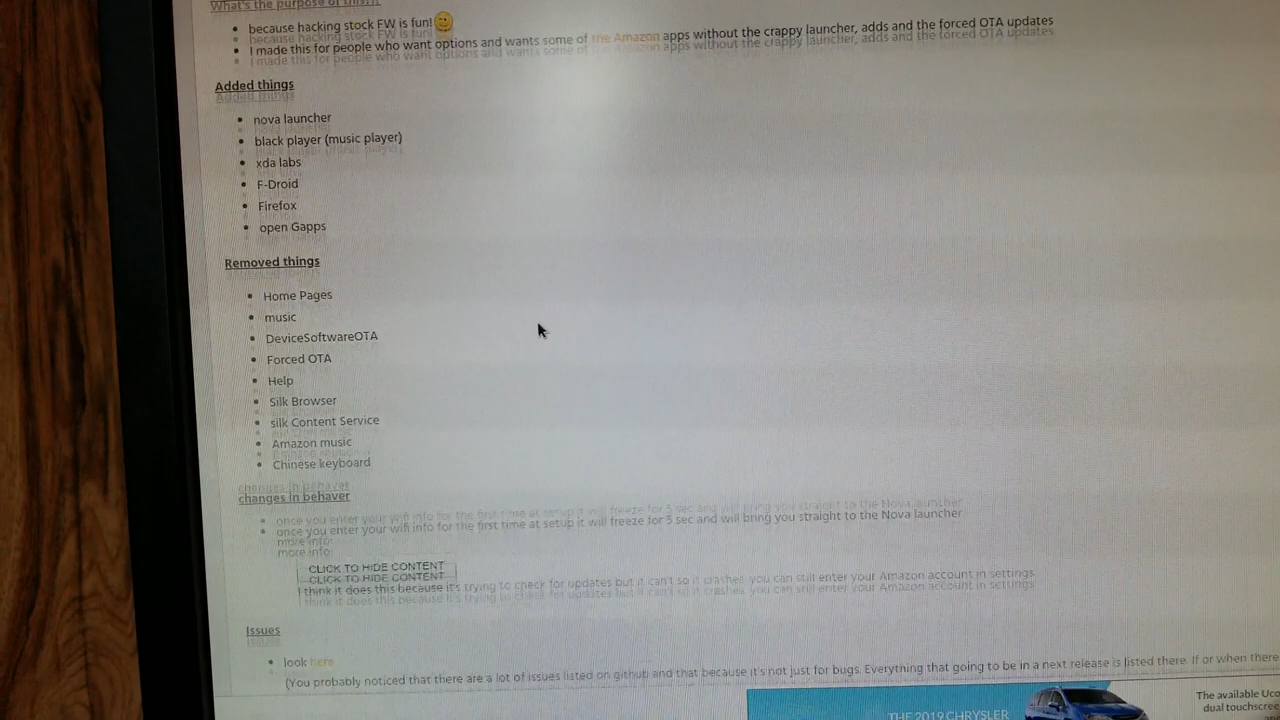 What's the purpose of this??
because hacking stock FW is fun!
I made this for people who want options and wants some of the Amazon apps without the crappy launcher, adds and the forced OTA updates
Added things
nova launcher
black player (music player)
xda labs
F-Droid
Firefox
open Gapps
Removed things
Home Pages
music
DeviceSoftwareOTA
Forced OTA
Help
Silk Browser
silk Content Service
Amazon music
Chinese keyboard
changes in behaver
once you enter your wifi info for the first time at setup it will freeze for 5 sec and will bring you straight to the Nova launcher
more info:
CLICK TO HIDE CONTENT
I think it does this because it's trying to check for updates but it can't so it crashes. you can still enter your Amazon account in settings
Issues
look here
(You probably noticed that there are a lot of issues listed on github and that because it's not just for bugs. Everything that going to be in a next release is listed there. If or when there
THE 2019 CHRYSLER
The available Uco
dual touchscree